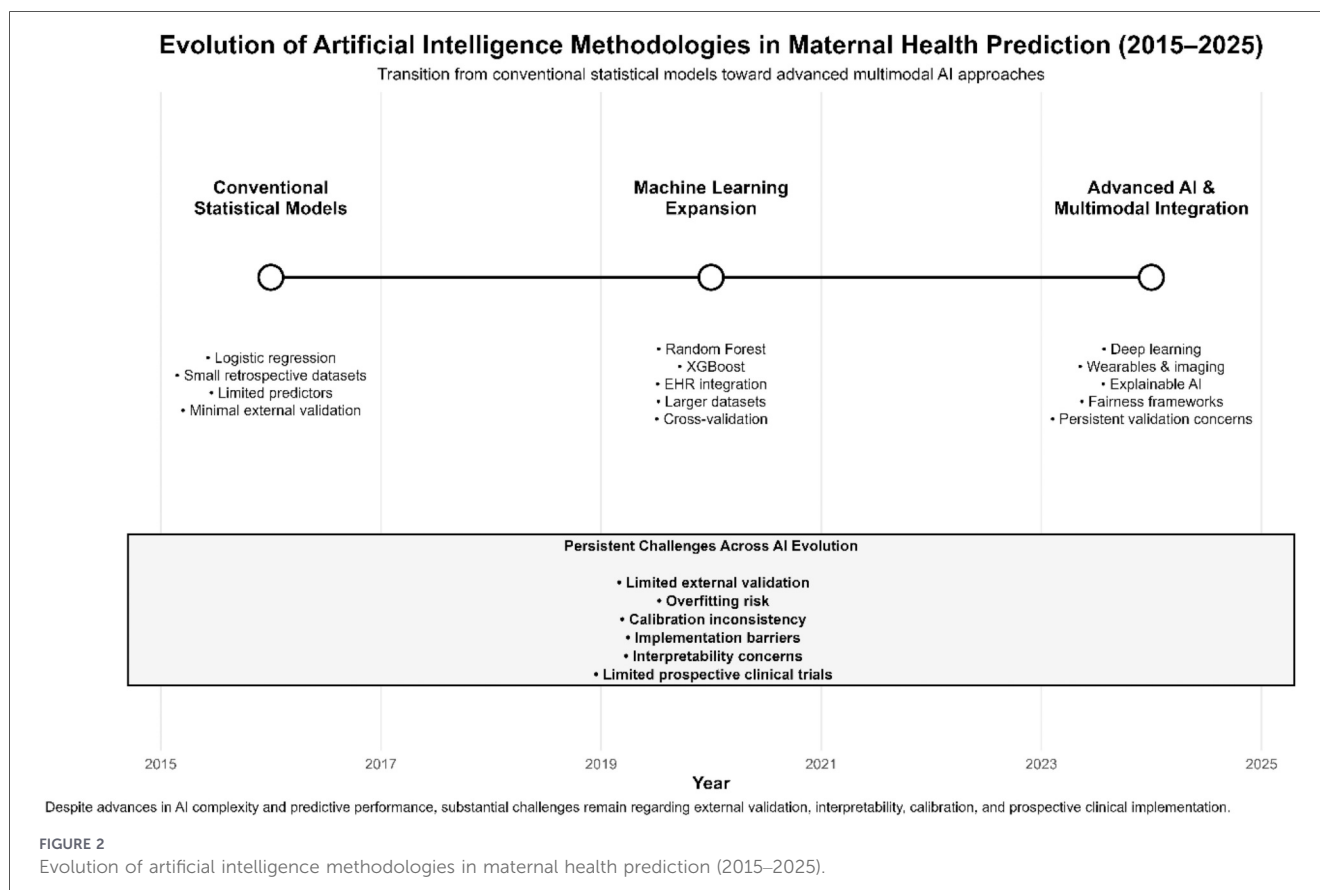 Evolution of Artificial Intelligence Methodologies in Maternal Health Prediction (2015–2025)
Transition from conventional statistical models toward advanced multimodal AI approaches
Conventional
Statistical Models
• Logistic regression
• Small retrospective datasets
• Limited predictors
• Minimal external validation
Machine Learning
Expansion
• Random Forest
• XGBoost
• EHR integration
• Larger datasets
• Cross-validation
Advanced AI &
Multimodal Integration
• Deep learning
• Wearables & imaging
• Explainable AI
• Fairness frameworks
• Persistent validation concerns
Persistent Challenges Across AI Evolution
• Limited external validation
• Overfitting risk
• Calibration inconsistency
• Implementation barriers
• Interpretability concerns
• Limited prospective clinical trials
2015 2017 2019 2021 2023 2025
Year
Despite advances in AI complexity and predictive performance, substantial challenges remain regarding external validation, interpretability, calibration, and prospective clinical implementation.
FIGURE 2
Evolution of artificial intelligence methodologies in maternal health prediction (2015–2025).